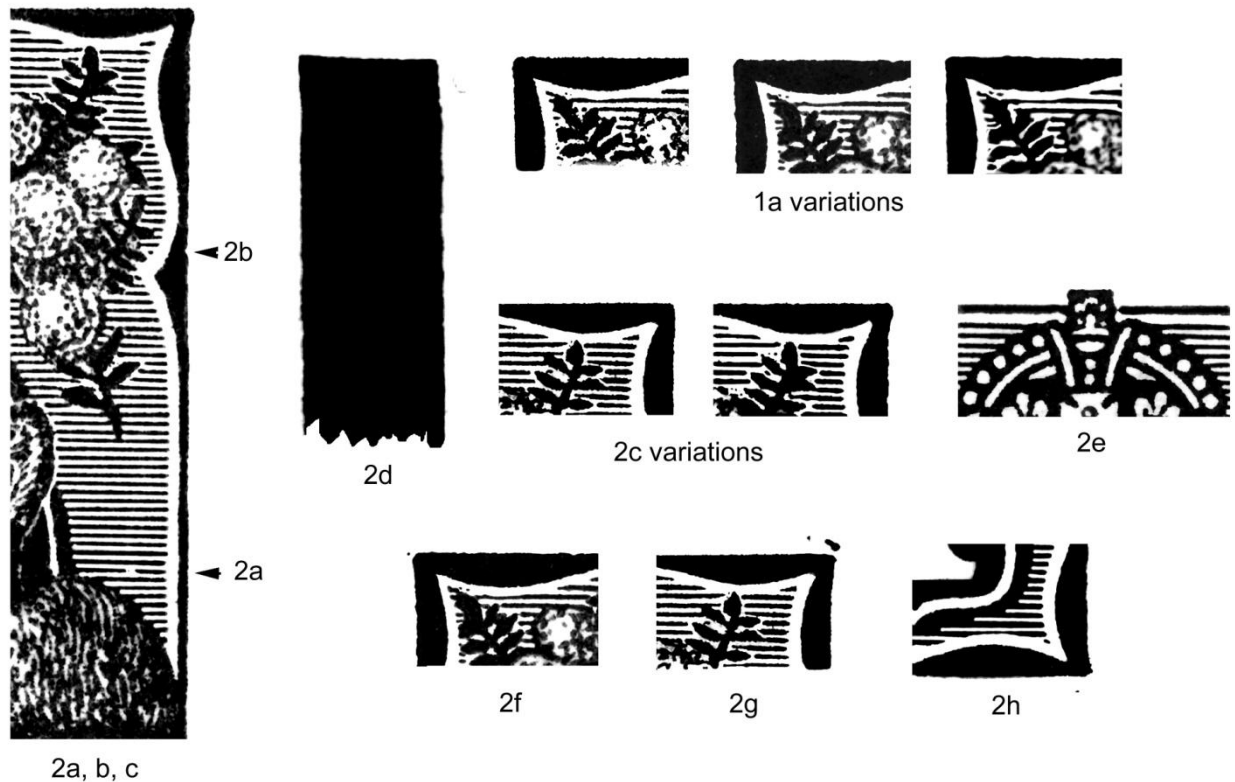 2b
1a variations
2d
2c variations
2e
2a
2f
2g
2h
2a, b, c